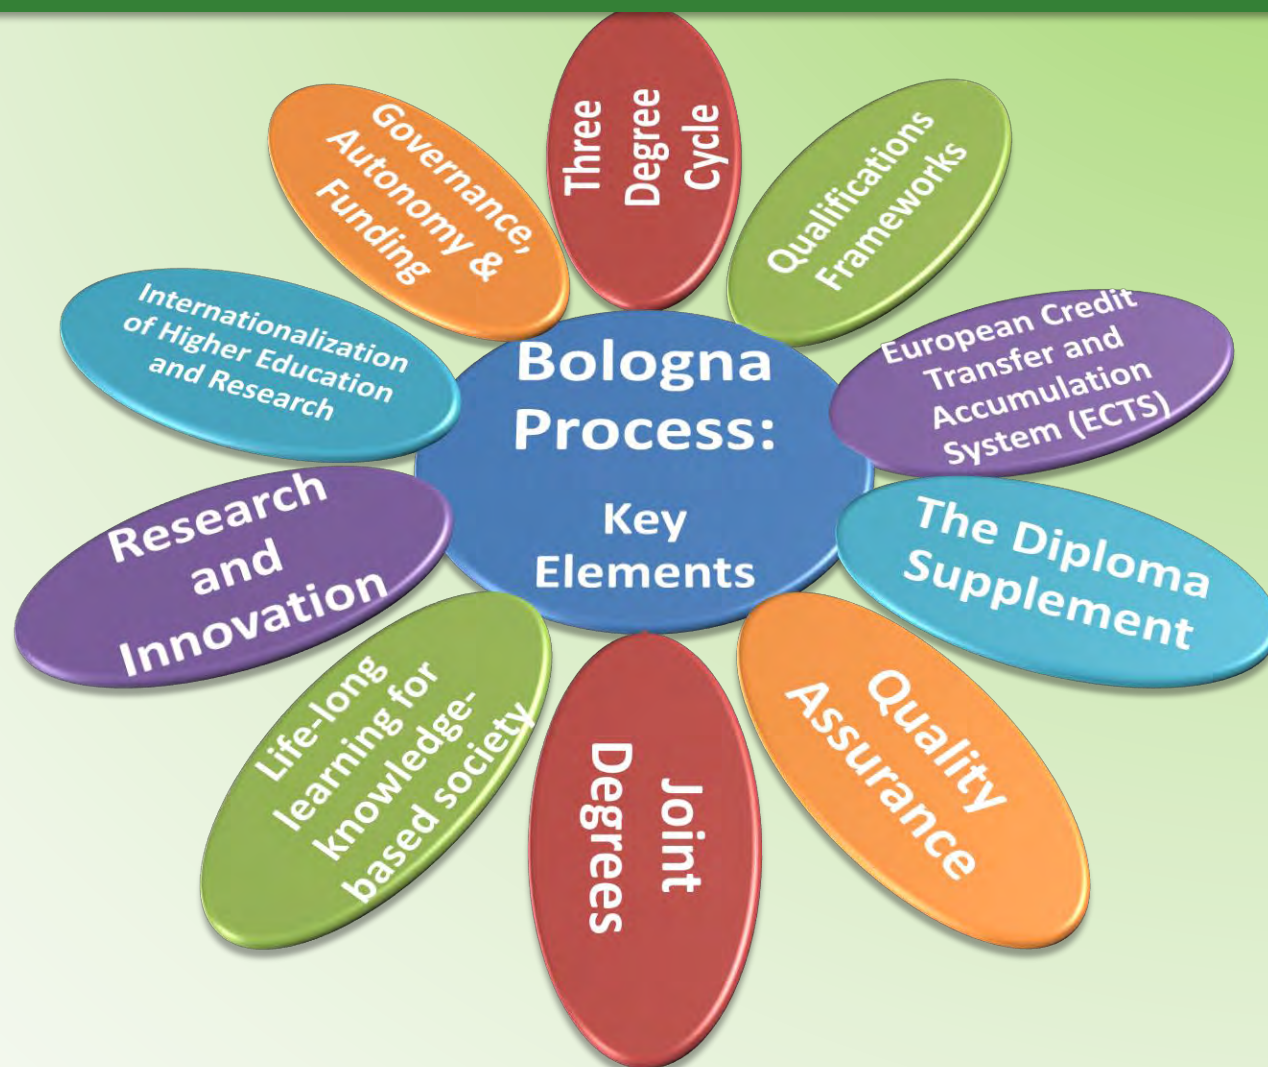 Bologna
Process:
Key
Elements
Three
Degree
Cycle
Qualifications
Frameworks
European Credit
Transfer and
Accumulation
System (ECTS)
The Diploma
Supplement
Quality
Assurance
Joint
Degrees
Life-long
learning for
knowledge-
based society
Research
and
Innovation
Internationalization
of Higher Education
and Research
Governance,
Autonomy &
Funding